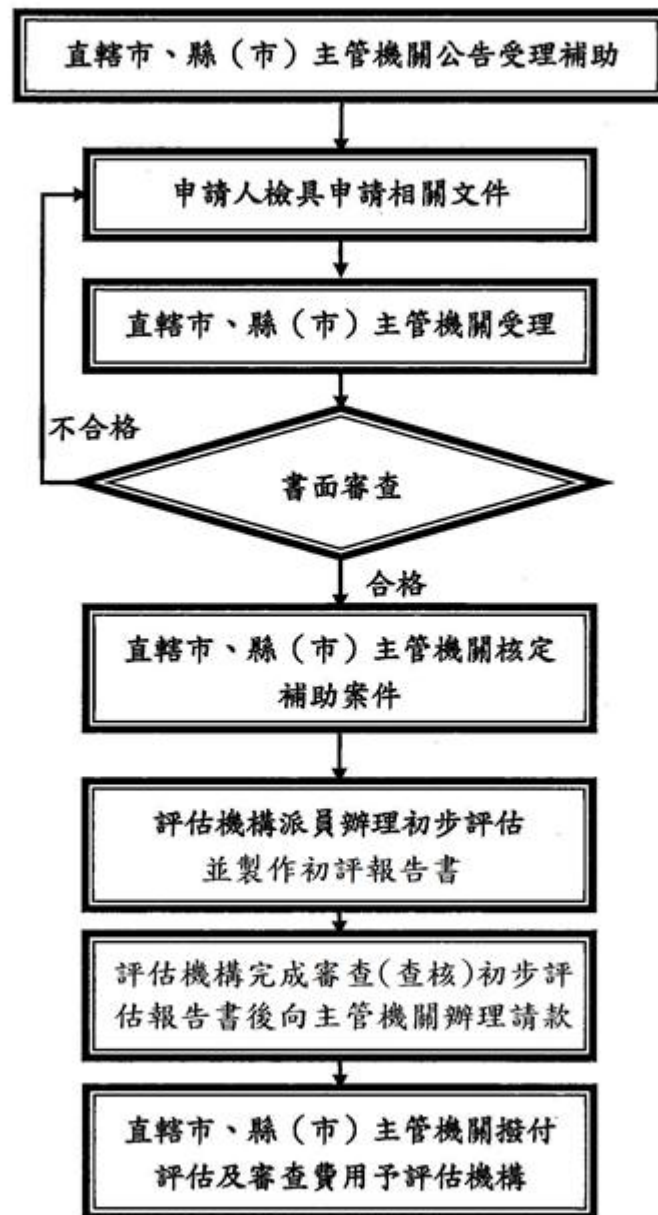 直轄市、縣（市）主管機關公告受理補助
申請人檢具申請相關文件
直轄市、縣（市）主管機關受理
不合格
書面審查
合格
直轄市、縣（市）主管機關核定
補助案件
評估機構派員辦理初步評估
並製作初評報告書
評估機構完成審查(查核)初步評
估報告書後向主管機關辦理請款
直轄市、縣（市）主管機關撥付
評估及審查費用予評估機構